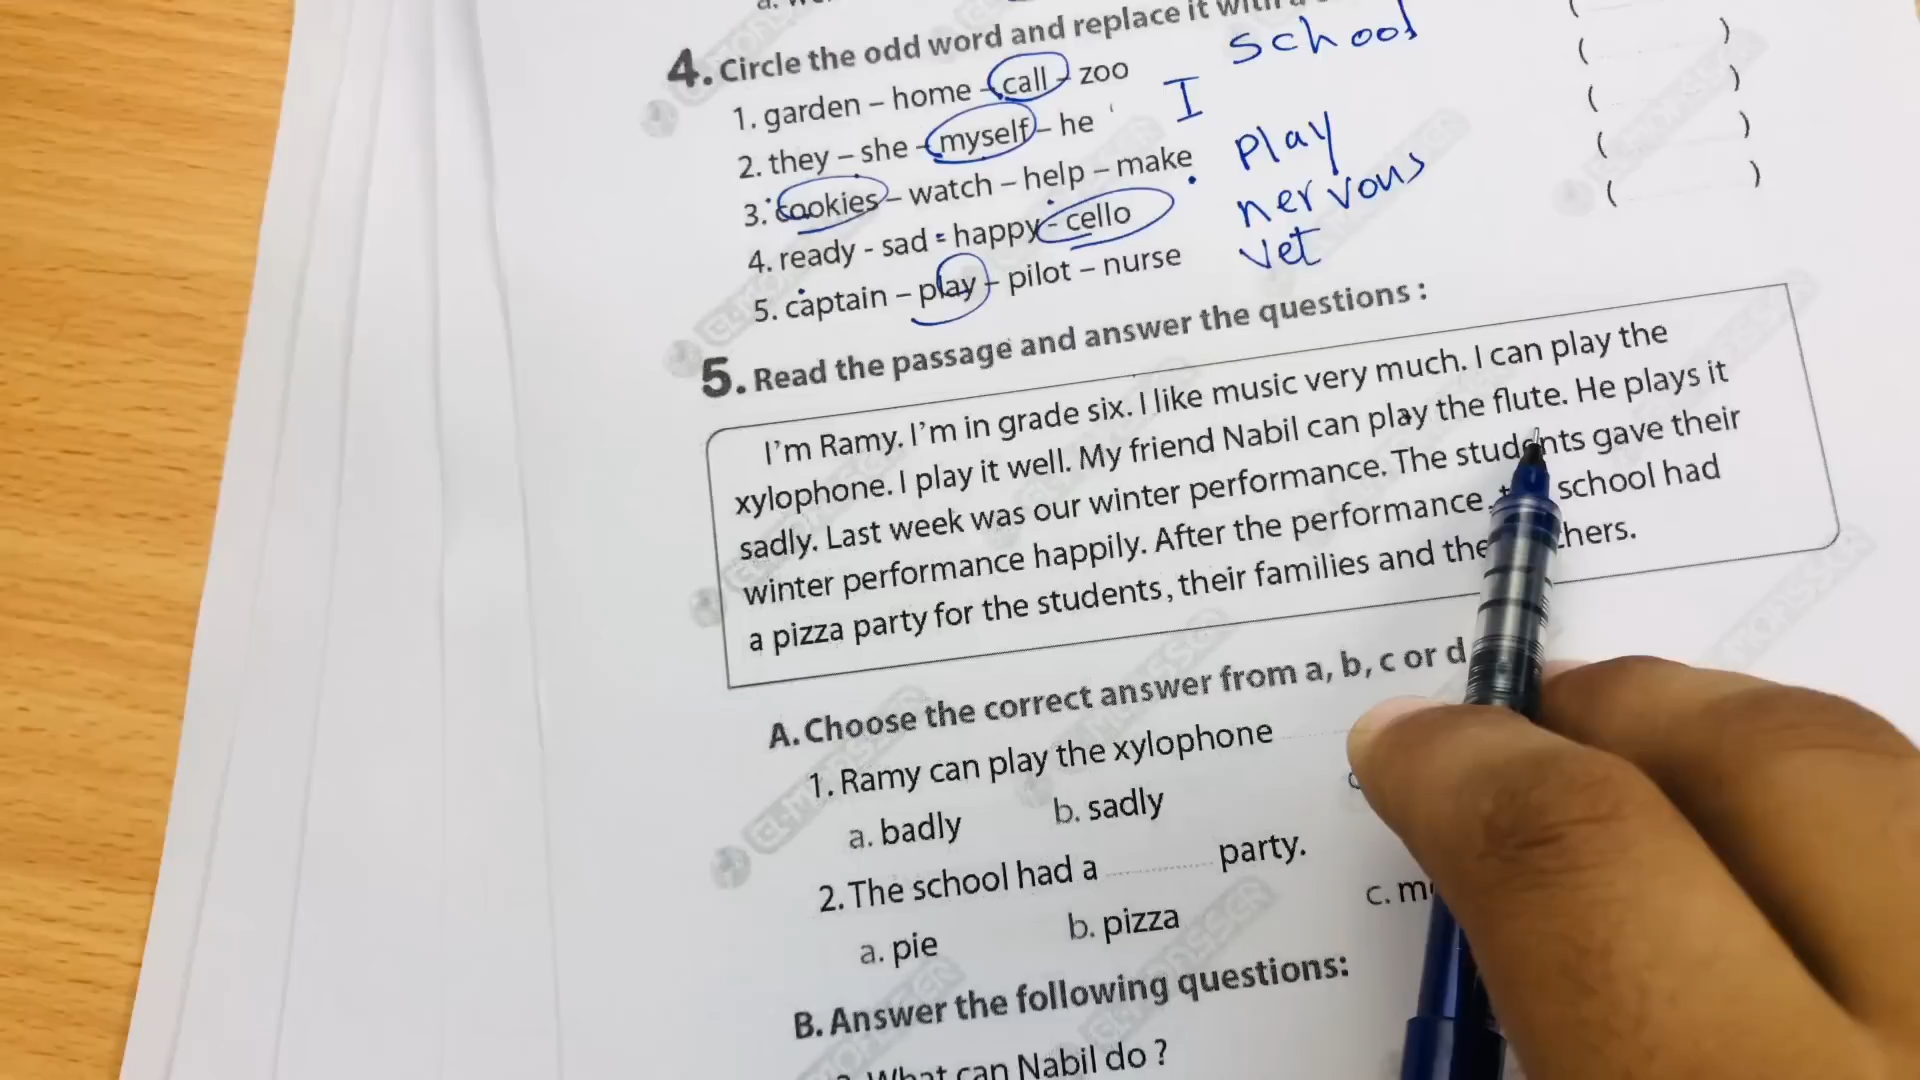 4. Circle the odd word and replace it with a
school
1. garden – home – call – zoo
I
2. they – she – myself – he
play
3. cookies – watch – help – make
nervous
4. ready - sad - happy - cello
vet
5. captain – play – pilot – nurse
5. Read the passage and answer the questions :
I'm Ramy. I'm in grade six. I like music very much. I can play the
xylophone. I play it well. My friend Nabil can play the flute. He plays it
sadly. Last week was our winter performance. The students gave their
winter performance happily. After the performance, school had
a pizza party for the students, their families and
A. Choose the correct answer from a, b, c or d
1. Ramy can play the xylophone
a. badly b. sadly
2. The school had a party.
a. pie b. pizza c.
B. Answer the following questions:
What can Nabil do ?
EL-MOASSER